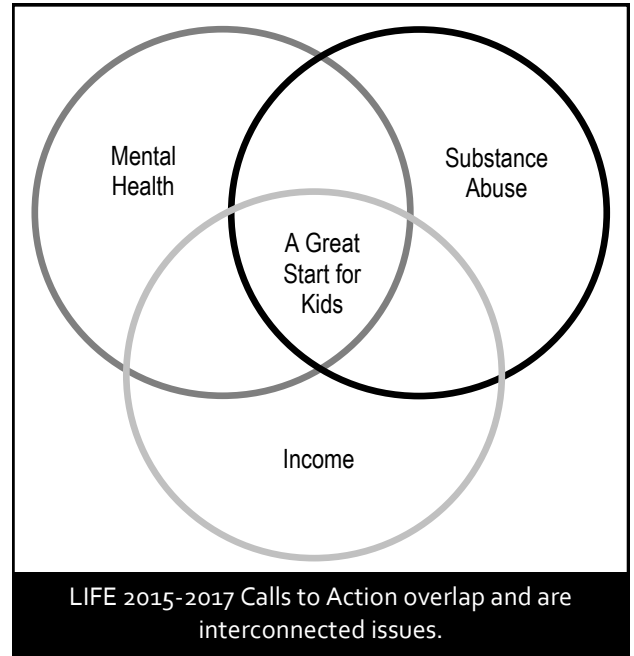 Mental
Health
Substance
Abuse
A Great
Start for
Kids
Income
LIFE 2015-2017 Calls to Action overlap and are
interconnected issues.